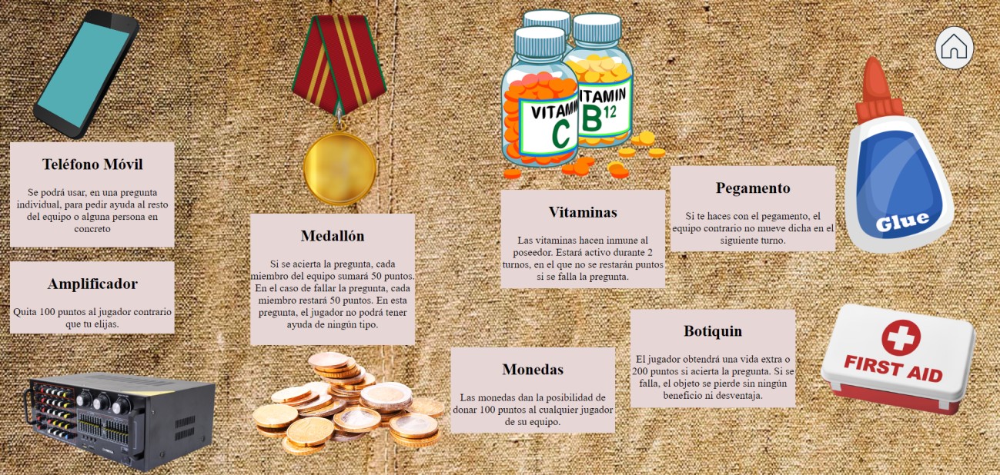 Teléfono Móvil
Se podrá usar, en una pregunta
individual, para pedir ayuda al resto
del equipo o alguna persona en
concreto
Amplificador
Quita 100 puntos al jugador contrario
que tu elijas.
Medallón
Si se acierta la pregunta, cada
miembro del equipo sumará 50 puntos.
En el caso de fallar la pregunta, cada
miembro restará 50 puntos. En esta
pregunta, el jugador no podrá tener
ayuda de ningún tipo.
VITAM
C
ITAMIN
B12
Vitaminas
Las vitaminas hacen inmune al
poseedor. Estará activo durante 2
turnos, en el que no se restarán puntos
si se falla la pregunta.
Monedas
Las monedas dan la posibilidad de
donar 100 puntos al cualquier jugador
de su equipo.
Pegamento
Si te haces con el pegamento, el
equipo contrario no mueve dicha en el
siguiente turno.
Glue
Botiquin
El jugador obtendrá una vida extra o
200 puntos si acierta la pregunta. Si se
falla, el objeto se pierde sin ningún
beneficio ni desventaja.
FIRST AID